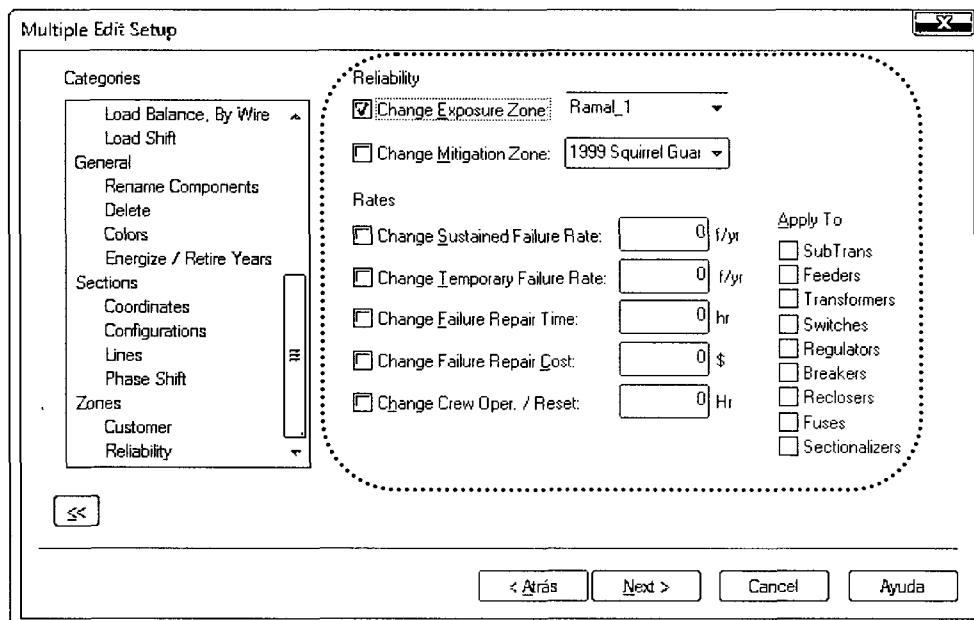 Multiple Edit Setup
Categories
Load Balance, By Wire
Load Shift
General
Rename Components
Delete
Colors
Energize / Retire Years
Sections
Coordinates
Configurations
Lines
Phase Shift
Zones
Customer
Reliability
<<
Reliability
Change Exposure Zone: Ramal_1
Change Mitigation Zone: 1999 Squirrel Guar
Rates
Change Sustained Failure Rate: 0 f/yr
Change Temporary Failure Rate: 0 f/yr
Change Failure Repair Time: 0 hr
Change Failure Repair Cost: 0 $
Change Crew Oper. / Reset: 0 Hr
Apply To
SubTrans
Feeders
Transformers
Switches
Regulators
Breakers
Reclosers
Fuses
Sectionalizers
< Atrás Next > Cancel Ayuda